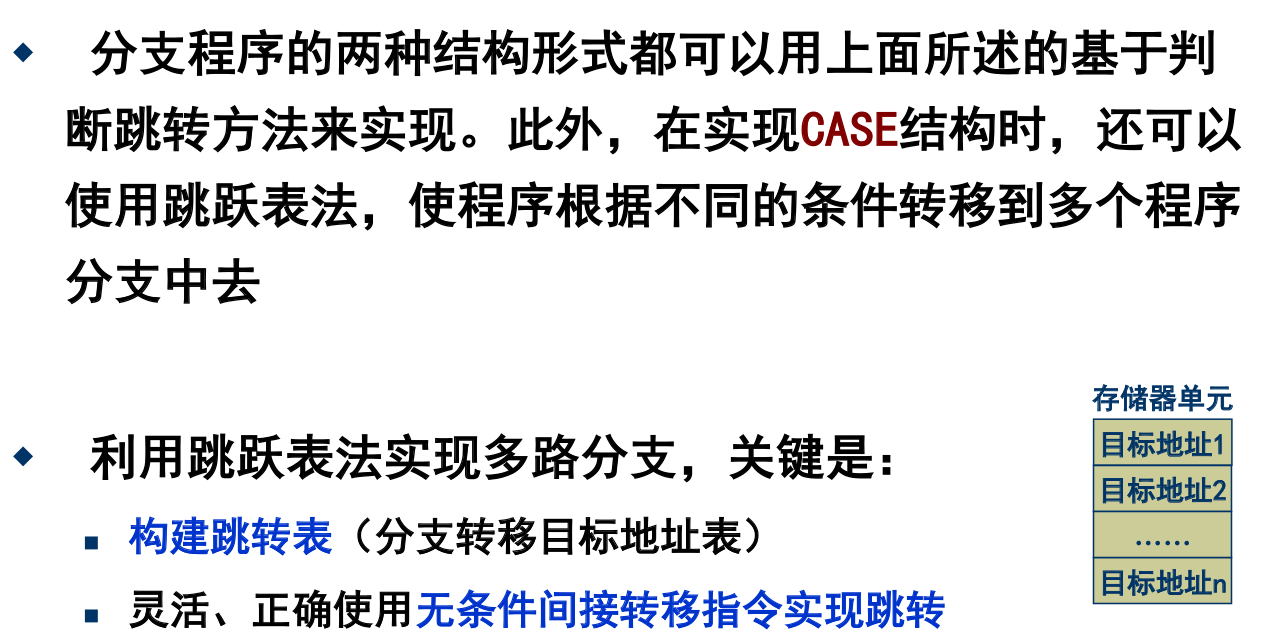 分支程序的两种结构形式都可以用上面所述的基于判
断跳转方法来实现。此外，在实现CASE结构时，还可以
使用跳跃表法，使程序根据不同的条件转移到多个程序
分支中去
存储器单元
目标地址1
目标地址2
……
目标地址n
利用跳跃表法实现多路分支，关键是：
构建跳转表（分支转移目标地址表）
灵活、正确使用无条件间接转移指令实现跳转